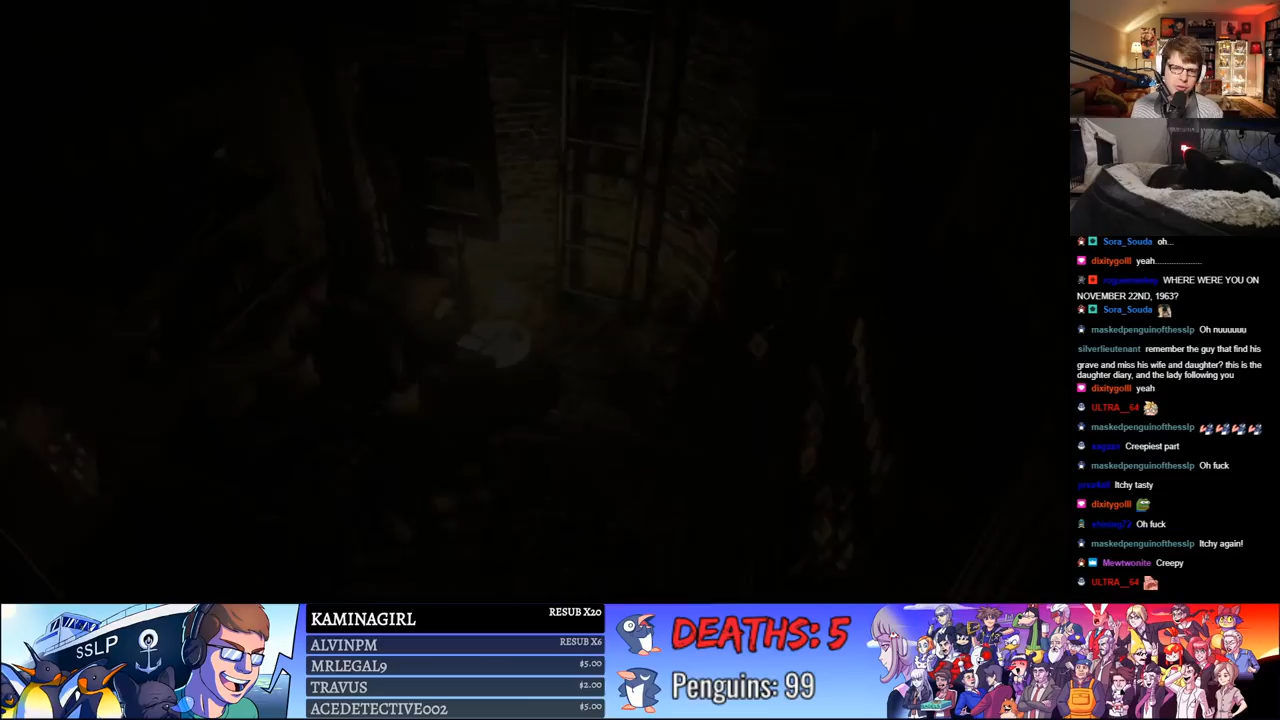 Sora_Souda oh...
dixitygolll yeah......................
WHERE WERE YOU ON
NOVEMBER 22ND, 1963?
Sora_Souda
maskedpenguinofthesslp Oh nuuuuuu
silverlieutenant remember the guy that find his
grave and miss his wife and daughter? this is the
daughter diary, and the lady following you
dixitygolll yeah
ULTRA__64
maskedpenguinofthesslp
Creepiest part
maskedpenguinofthesslp Oh fuck
Itchy tasty
dixitygolll
Oh fuck
maskedpenguinofthesslp Itchy again!
Mewtwonite Creepy
ULTRA__64
SSLP
KAMINAGIRL RESUB X20
ALVINPM RESUB X6
MRLEGAL9 $5.00
TRAVUS $2.00
ACEDETECTIVE002 $5.00
DEATHS: 5
Penguins: 99